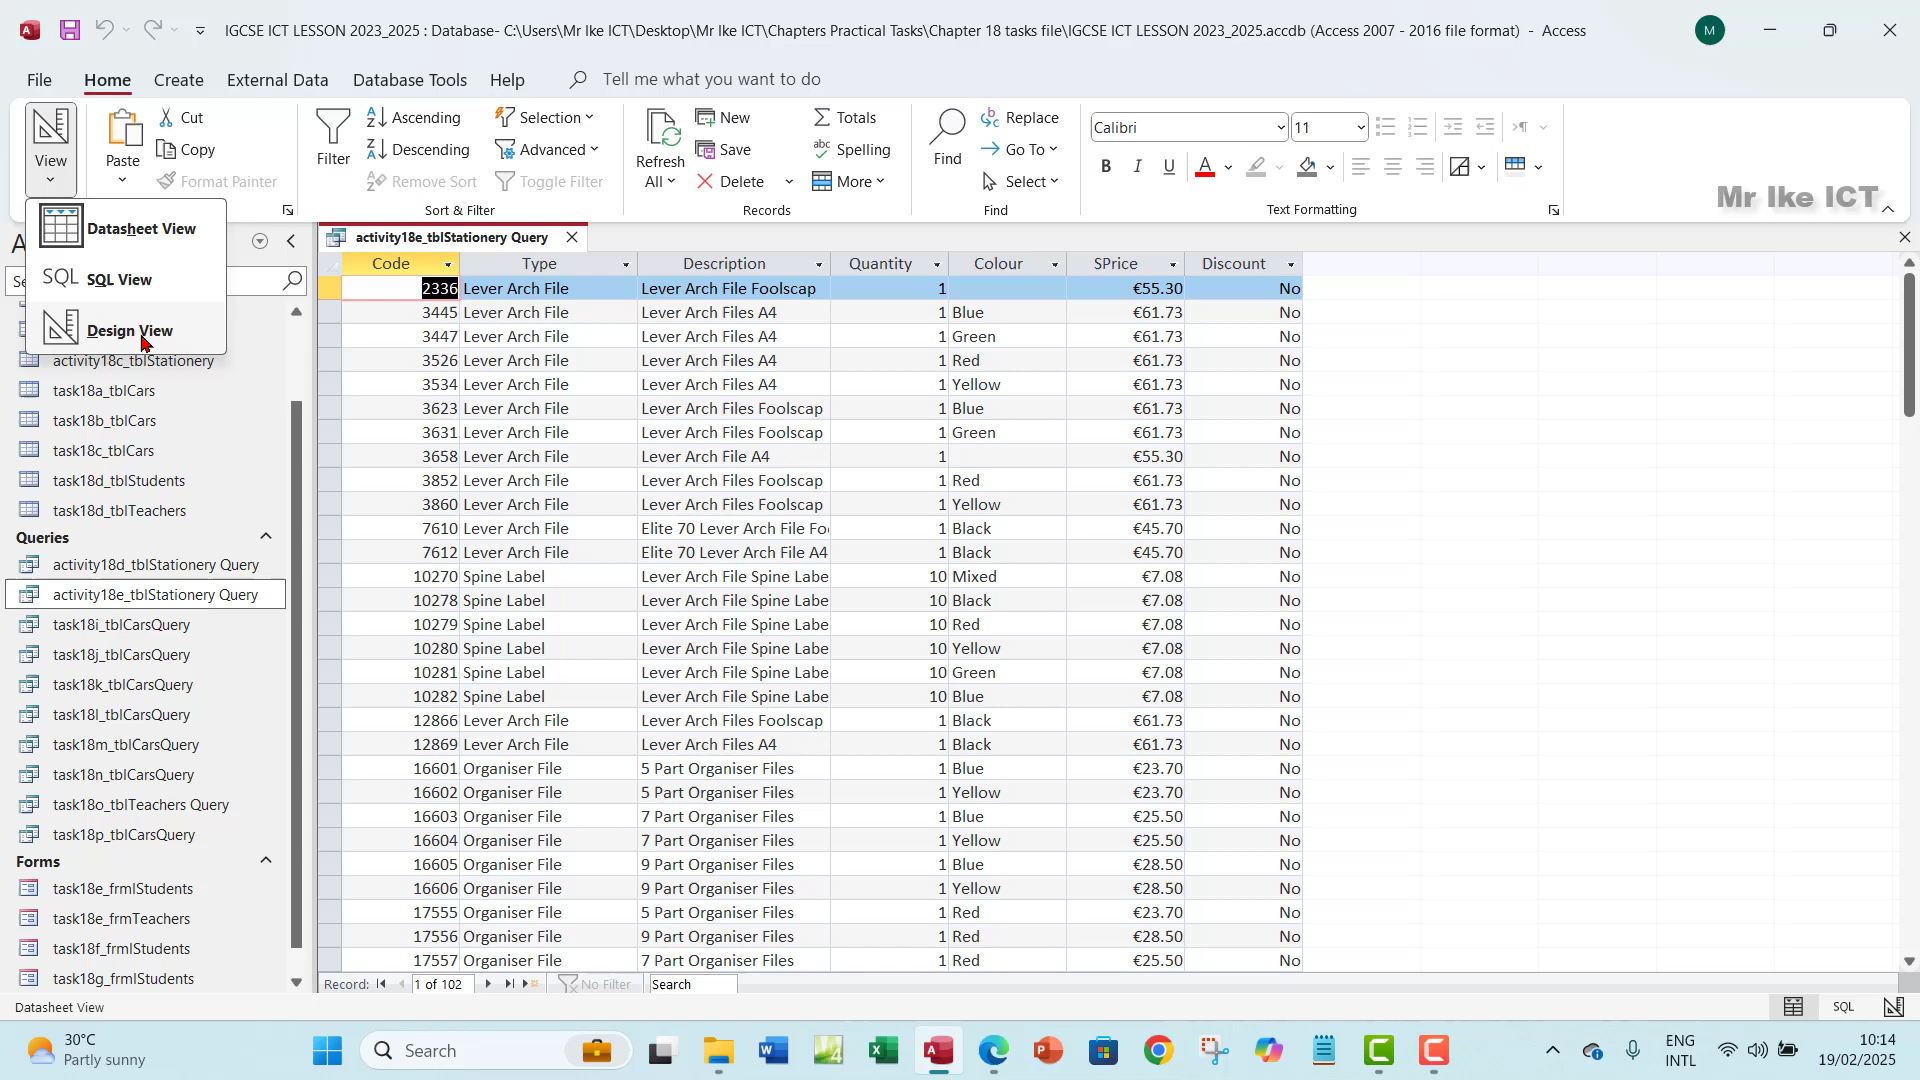 IGCSE ICT LESSON 2023_2025 : Database- C:\Users\Mr Ike ICT\Desktop\Mr Ike ICT\Chapters Practical Tasks\Chapter 18 tasks file\IGCSE ICT LESSON 2023_2025.accdb (Access 2007 - 2016 file format) - Access
M
File Home Create External Data Database Tools Help Tell me what you want to do
View
Paste
Cut
Copy
Format Painter
Filter
Ascending
Descending
Remove Sort
Selection
Advanced
Toggle Filter
Sort & Filter
Refresh All
New
Save
Delete
Totals
Spelling
More
Records
Find
Replace
Go To
Select
Find
Calibri 11
B I U A
Text Formatting
Mr Ike ICT
Datasheet View
SQL SQL View
Design View
activity18c_tblStationery
task18a_tblCars
task18b_tblCars
task18c_tblCars
task18d_tblStudents
task18d_tblTeachers
Queries
activity18d_tblStationery Query
activity18e_tblStationery Query
task18i_tblCarsQuery
task18j_tblCarsQuery
task18k_tblCarsQuery
task18l_tblCarsQuery
task18m_tblCarsQuery
task18n_tblCarsQuery
task18o_tblTeachers Query
task18p_tblCarsQuery
Forms
task18e_frmlStudents
task18e_frmTeachers
task18f_frmlStudents
task18g_frmlStudents
activity18e_tblStationery Query
Code Type Description Quantity Colour SPrice Discount
2336 Lever Arch File Lever Arch File Foolscap 1 €55.30 No
3445 Lever Arch File Lever Arch Files A4 1 Blue €61.73 No
3447 Lever Arch File Lever Arch Files A4 1 Green €61.73 No
3526 Lever Arch File Lever Arch Files A4 1 Red €61.73 No
3534 Lever Arch File Lever Arch Files A4 1 Yellow €61.73 No
3623 Lever Arch File Lever Arch Files Foolscap 1 Blue €61.73 No
3631 Lever Arch File Lever Arch Files Foolscap 1 Green €61.73 No
3658 Lever Arch File Lever Arch File A4 1 €55.30 No
3852 Lever Arch File Lever Arch Files Foolscap 1 Red €61.73 No
3860 Lever Arch File Lever Arch Files Foolscap 1 Yellow €61.73 No
7610 Lever Arch File Elite 70 Lever Arch File Fo 1 Black €45.70 No
7612 Lever Arch File Elite 70 Lever Arch File A4 1 Black €45.70 No
10270 Spine Label Lever Arch File Spine Labe 10 Mixed €7.08 No
10278 Spine Label Lever Arch File Spine Labe 10 Black €7.08 No
10279 Spine Label Lever Arch File Spine Labe 10 Red €7.08 No
10280 Spine Label Lever Arch File Spine Labe 10 Yellow €7.08 No
10281 Spine Label Lever Arch File Spine Labe 10 Green €7.08 No
10282 Spine Label Lever Arch File Spine Labe 10 Blue €7.08 No
12866 Lever Arch File Lever Arch Files Foolscap 1 Black €61.73 No
12869 Lever Arch File Lever Arch Files A4 1 Black €61.73 No
16601 Organiser File 5 Part Organiser Files 1 Blue €23.70 No
16602 Organiser File 5 Part Organiser Files 1 Yellow €23.70 No
16603 Organiser File 7 Part Organiser Files 1 Blue €25.50 No
16604 Organiser File 7 Part Organiser Files 1 Yellow €25.50 No
16605 Organiser File 9 Part Organiser Files 1 Blue €28.50 No
16606 Organiser File 9 Part Organiser Files 1 Yellow €28.50 No
17555 Organiser File 5 Part Organiser Files 1 Red €23.70 No
17556 Organiser File 9 Part Organiser Files 1 Red €28.50 No
17557 Organiser File 7 Part Organiser Files 1 Red €25.50 No
Record: 1 of 102 No Filter Search
Datasheet View SQL
30°C
Partly sunny
Search
ENG
INTL
10:14
19/02/2025